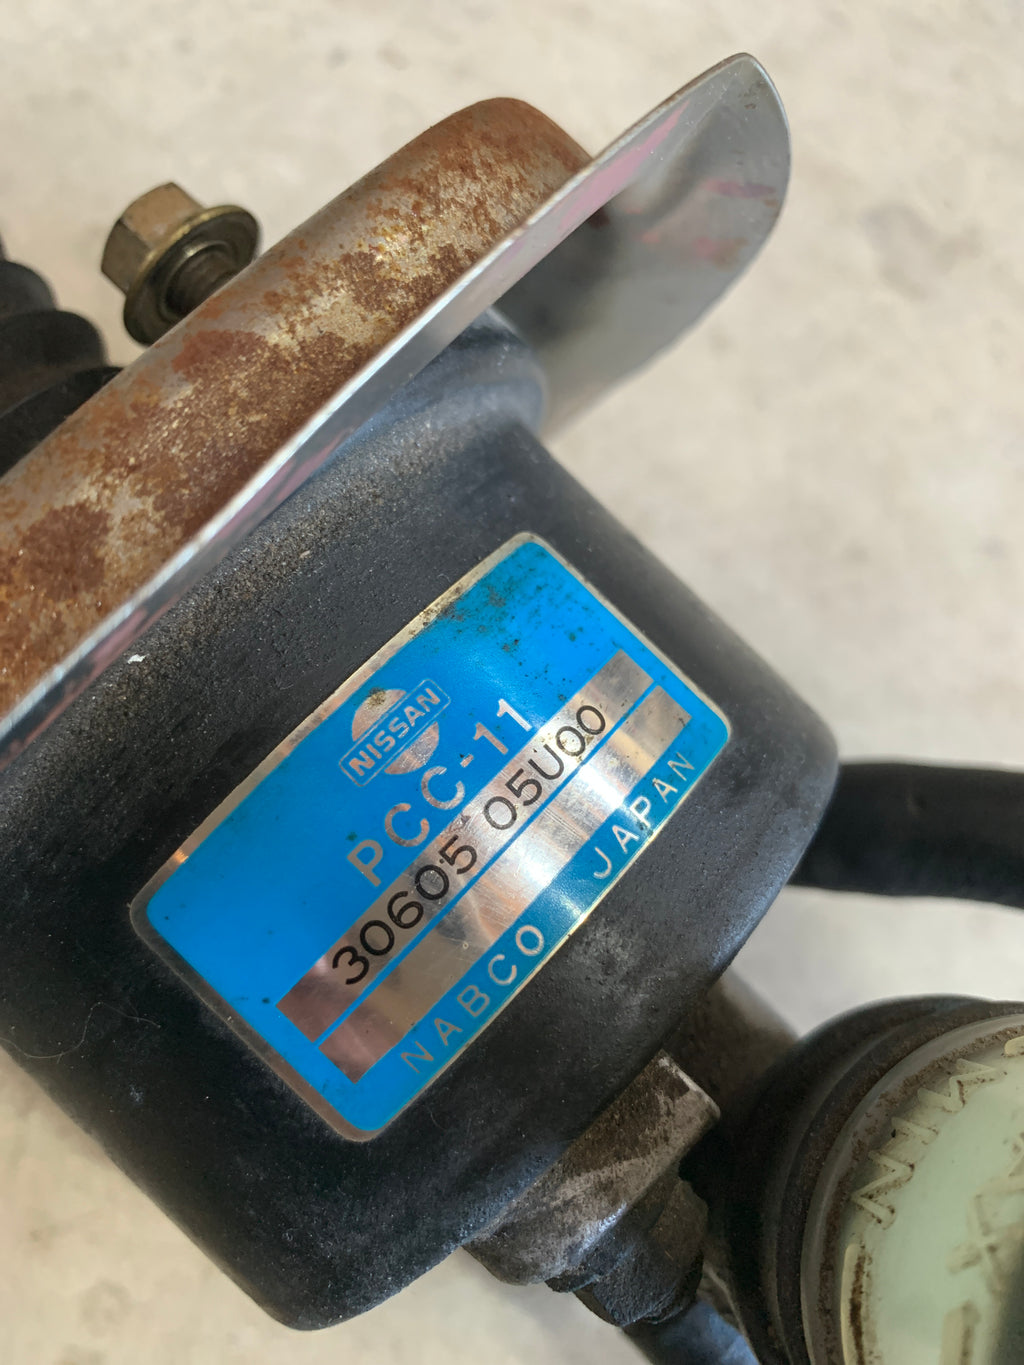 NISSAN
PCC-11
30605 05U00
NABCO JAPAN